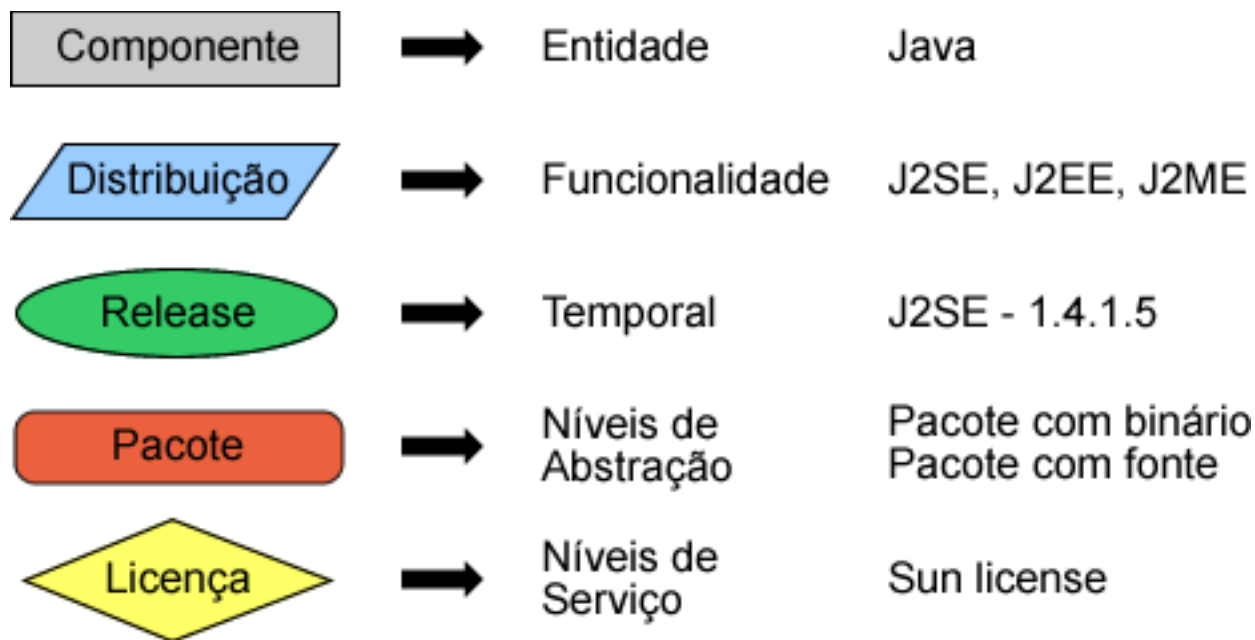 Componente Entidade Java
Distribuição Funcionalidade J2SE, J2EE, J2ME
Release Temporal J2SE - 1.4.1.5
Pacote
Níveis de
Abstração
Pacote com binário
Pacote com fonte
Licença
Níveis de
Serviço
Sun license